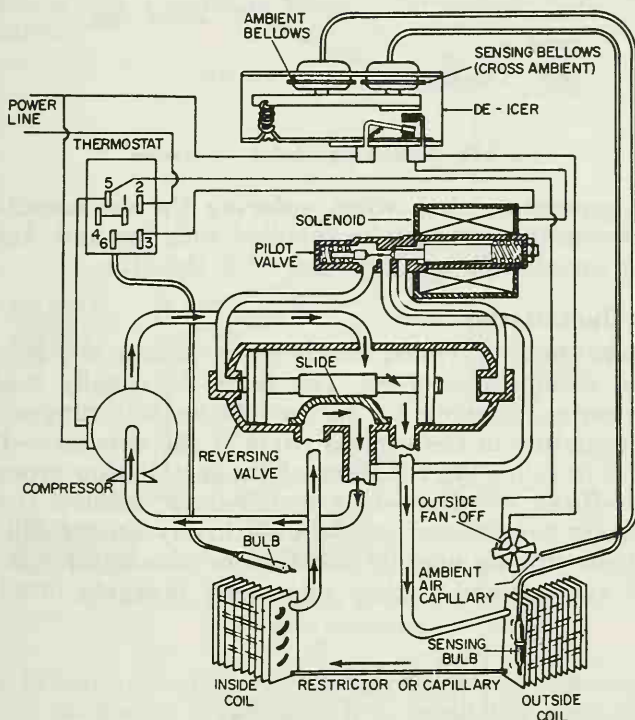 AMBIENT
BELLOWS
SENSING BELLOWS
(CROSS AMBIENT)
DE - ICER
POWER
LINE
THERMOSTAT
5
2
1
4
6
3
SOLENOID
PILOT
VALVE
SLIDE
REVERSING
VALVE
COMPRESSOR
BULB
OUTSIDE
FAN-OFF
AMBIENT
AIR
CAPILLARY
SENSING
BULB
INSIDE
COIL
RESTRICTOR OR CAPILLARY
OUTSIDE
COIL